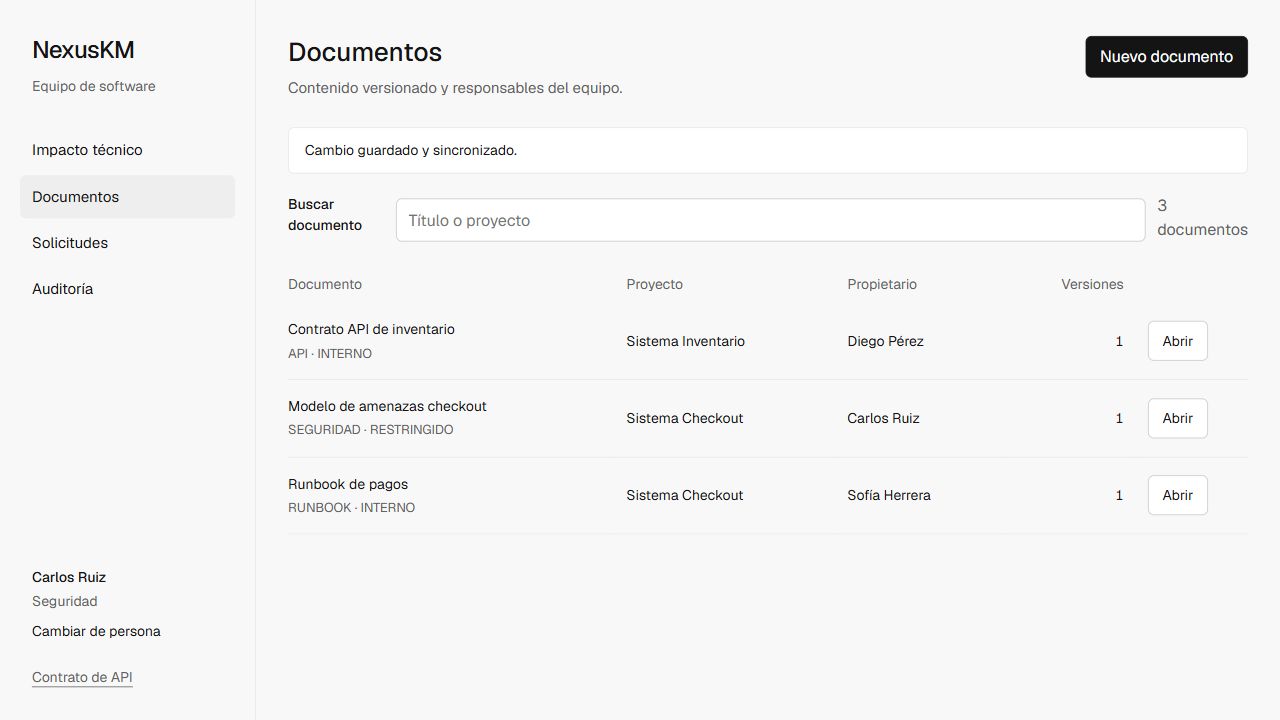 NexusKM
Equipo de software
Impacto técnico
Documentos
Solicitudes
Auditoría
Carlos Ruiz
Seguridad
Cambiar de persona
Contrato de API
Documentos
Contenido versionado y responsables del equipo.
Nuevo documento
Cambio guardado y sincronizado.
Buscar
documento
Título o proyecto
3
documentos
Documento Proyecto Propietario Versiones
Contrato API de inventario
API · INTERNO
Sistema Inventario Diego Pérez 1 Abrir
Modelo de amenazas checkout
SEGURIDAD · RESTRINGIDO
Sistema Checkout Carlos Ruiz 1 Abrir
Runbook de pagos
RUNBOOK · INTERNO
Sistema Checkout Sofía Herrera 1 Abrir